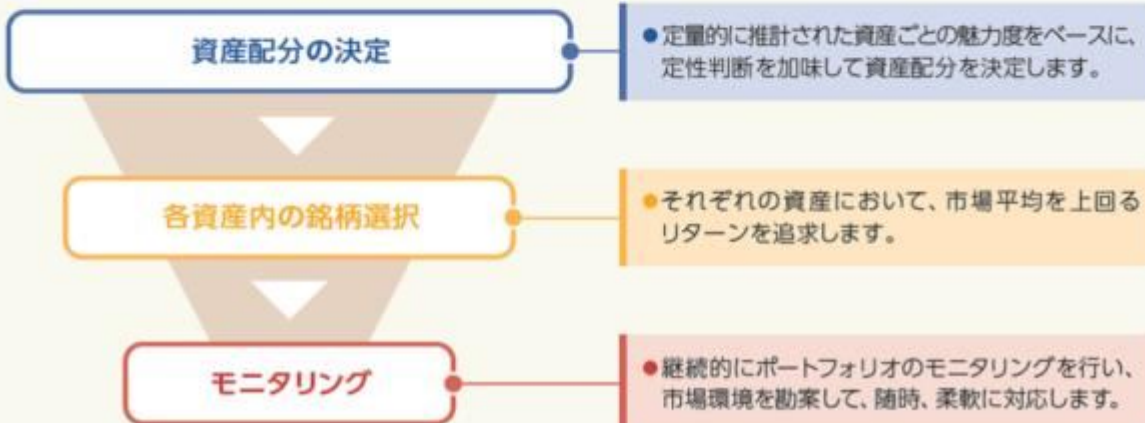 資産配分の決定
●定量的に推計された資産ごとの魅力度をベースに、
定性判断を加味して資産配分を決定します。
各資産内の銘柄選択
●それぞれの資産において、市場平均を上回る
リターンを追求します。
モニタリング
●継続的にポートフォリオのモニタリングを行い、
市場環境を勘案して、随時、柔軟に対応します。